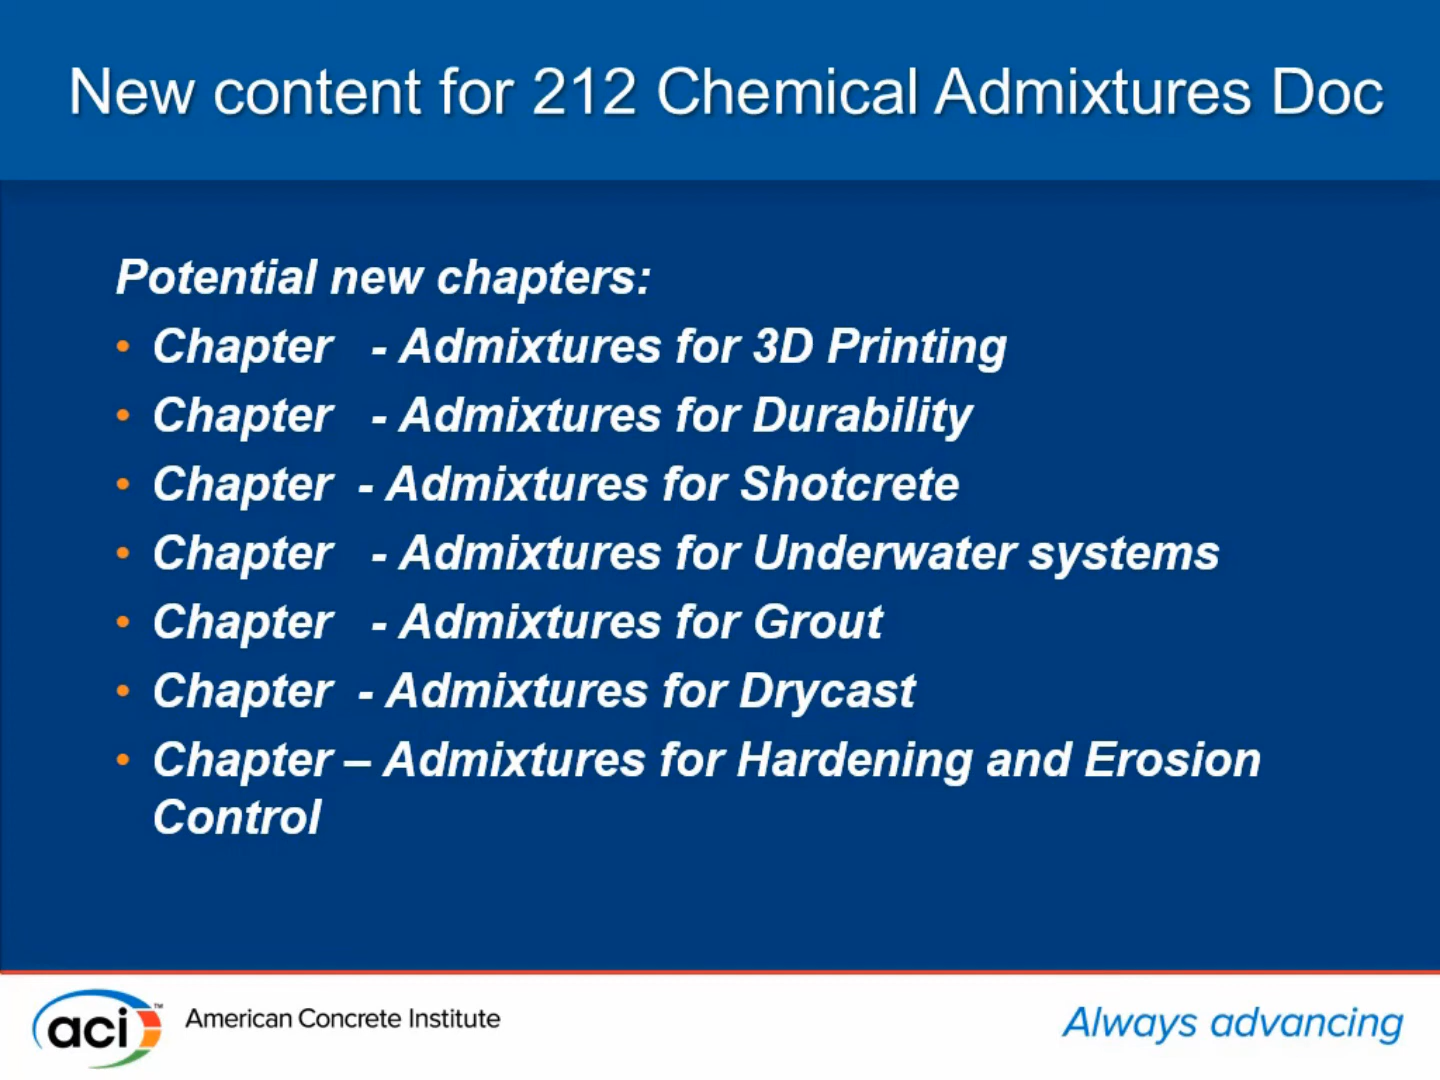 New content for 212 Chemical Admixtures Doc
Potential new chapters:
• Chapter - Admixtures for 3D Printing
• Chapter - Admixtures for Durability
• Chapter - Admixtures for Shotcrete
• Chapter - Admixtures for Underwater systems
• Chapter - Admixtures for Grout
• Chapter - Admixtures for Drycast
• Chapter – Admixtures for Hardening and Erosion
Control
aci™ American Concrete Institute
Always advancing